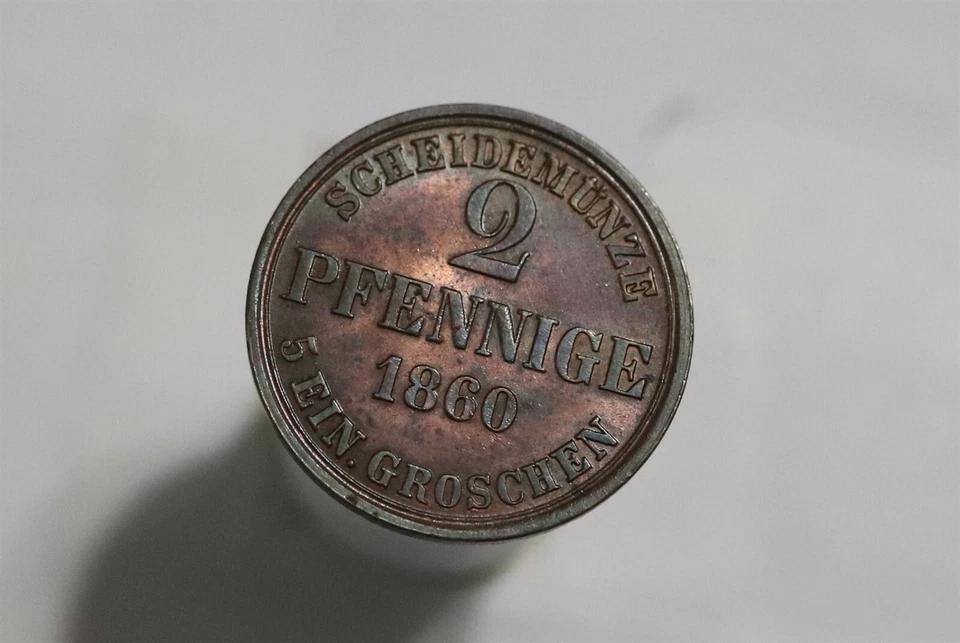 SCHEIDEMÜNZE
2
PFENNIGE
1860
5 EIN. GROSCHEN